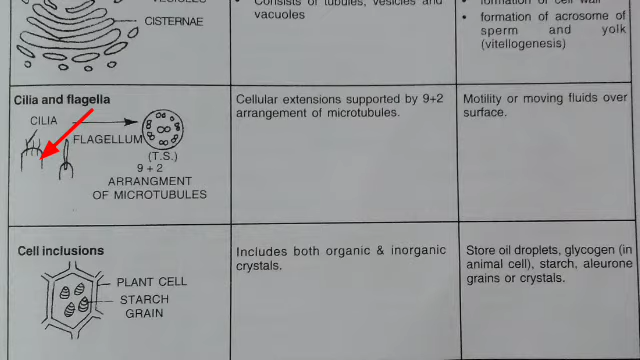 VESICLES
CISTERNAE
• Consists of tubules, vesicles and
vacuoles
• formation of cell wall
• formation of acrosome of
sperm and yolk
(vitellogenesis)
Cilia and flagella
CILIA
FLAGELLUM
(T.S.)
9 + 2
ARRANGMENT
OF MICROTUBULES
Cellular extensions supported by 9+2
arrangement of microtubules.
Motility or moving fluids over
surface.
Cell inclusions
PLANT CELL
STARCH
GRAIN
Includes both organic & inorganic
crystals.
Store oil droplets, glycogen (in
animal cell), starch, aleurone
grains or crystals.